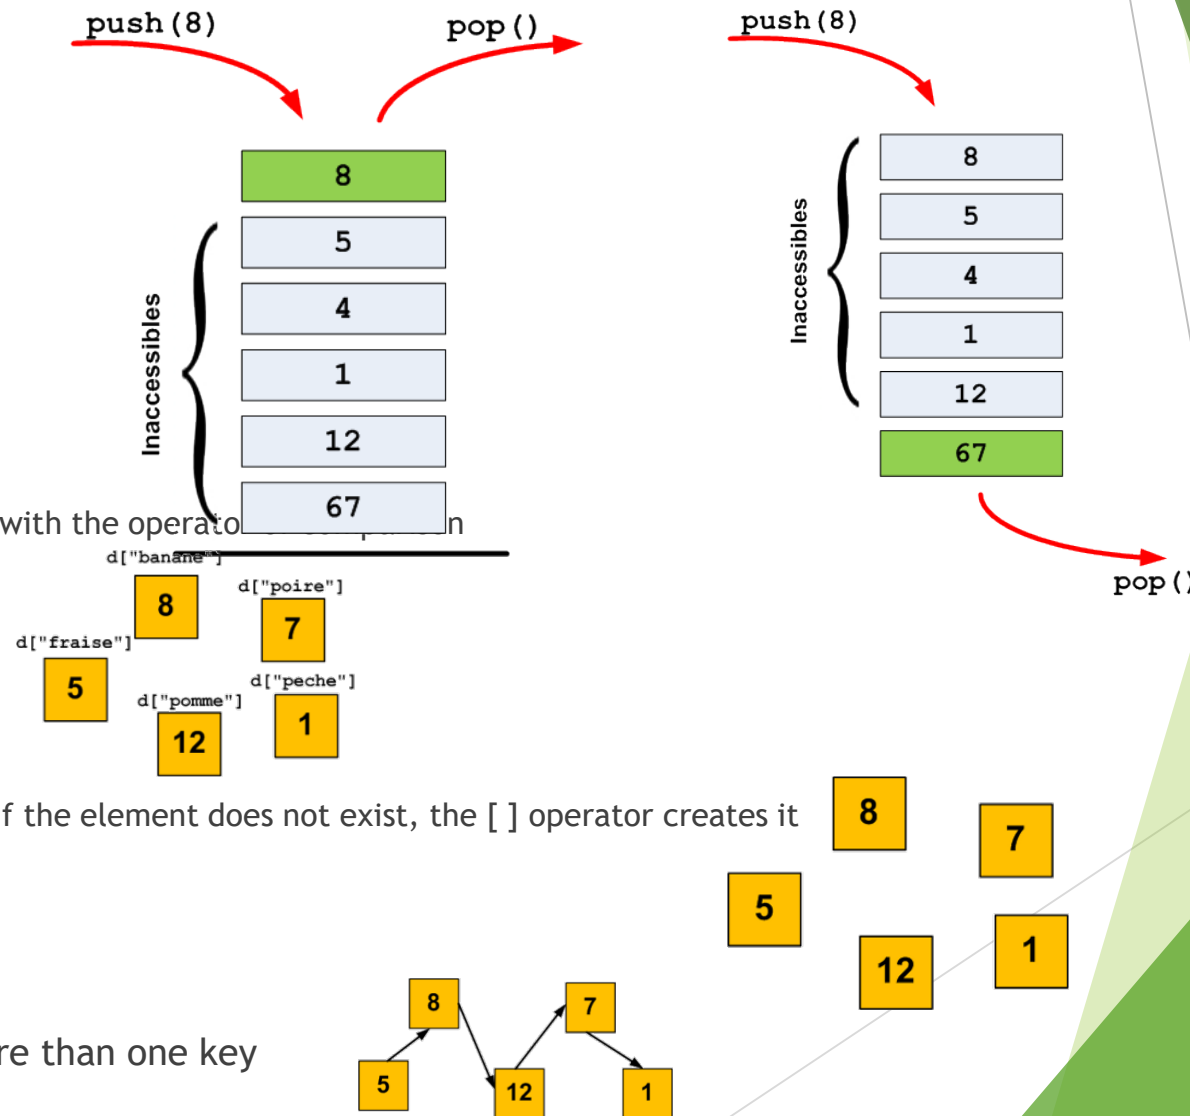 push(8)
pop()
8
5
4
1
12
67
Inaccessibles
push(8)
8
5
4
1
12
67
Inaccessibles
pop()
with the operato
d["banane"]
8
d["poire"]
7
d["fraise"]
5
d["pomme"]
12
d["peche"]
1
f the element does not exist, the [ ] operator creates it
8
7
5
12
1
re than one key
8
7
5
12
1